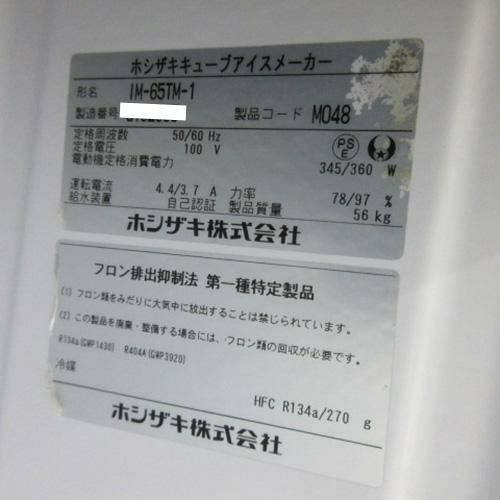 ホシザキキューブアイスメーカー
形名 IM-65TM-1
製造番号
製品コード M048
定格周波数 50/60 Hz
定格電圧 100 V
電動機定格消費電力 345/360 W
PSE
運転電流 4.4/3.7 A 力率 78/97 %
給水装置 自己認証 製品質量 56 kg
ホシザキ株式会社
フロン排出抑制法 第一種特定製品
(1) フロン類をみだりに大気中に放出することは禁じられています。
(2) この製品を廃棄・整備する場合には、フロン類の回収が必要です。
R134a(GWP1430) R404A(GWP3920)
冷媒 HFC R134a/270 g
ホシザキ株式会社